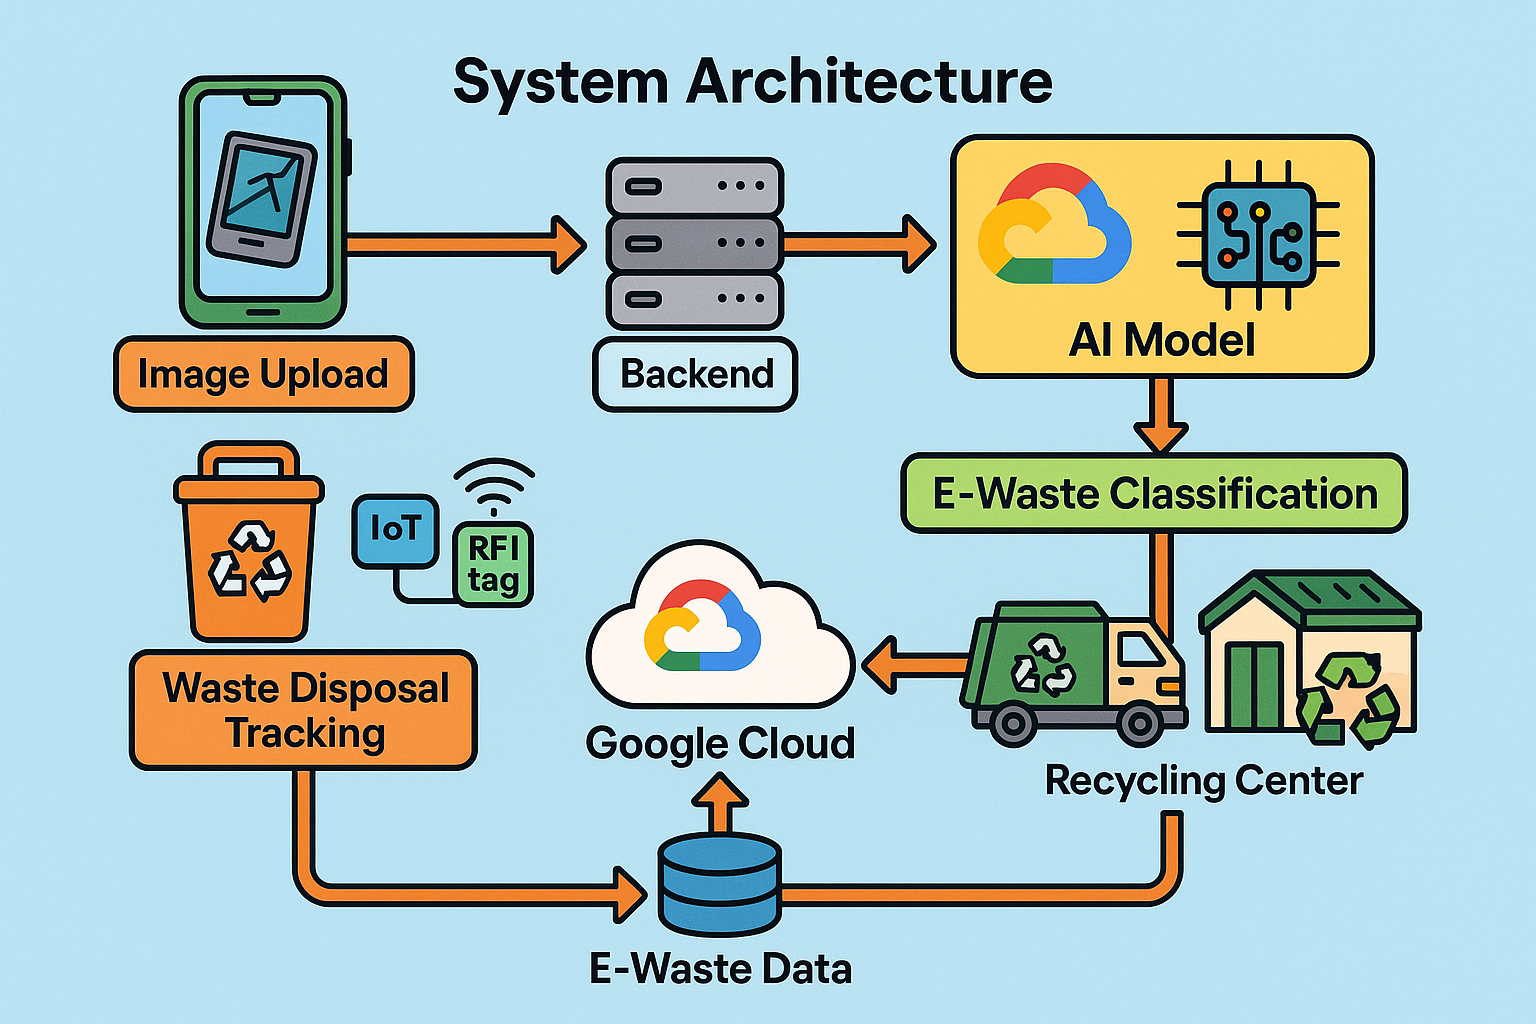 System Architecture
Image Upload
Backend
AI Model
E-Waste Classification
IoT
RFI
tag
Waste Disposal
Tracking
Google Cloud
Recycling Center
E-Waste Data